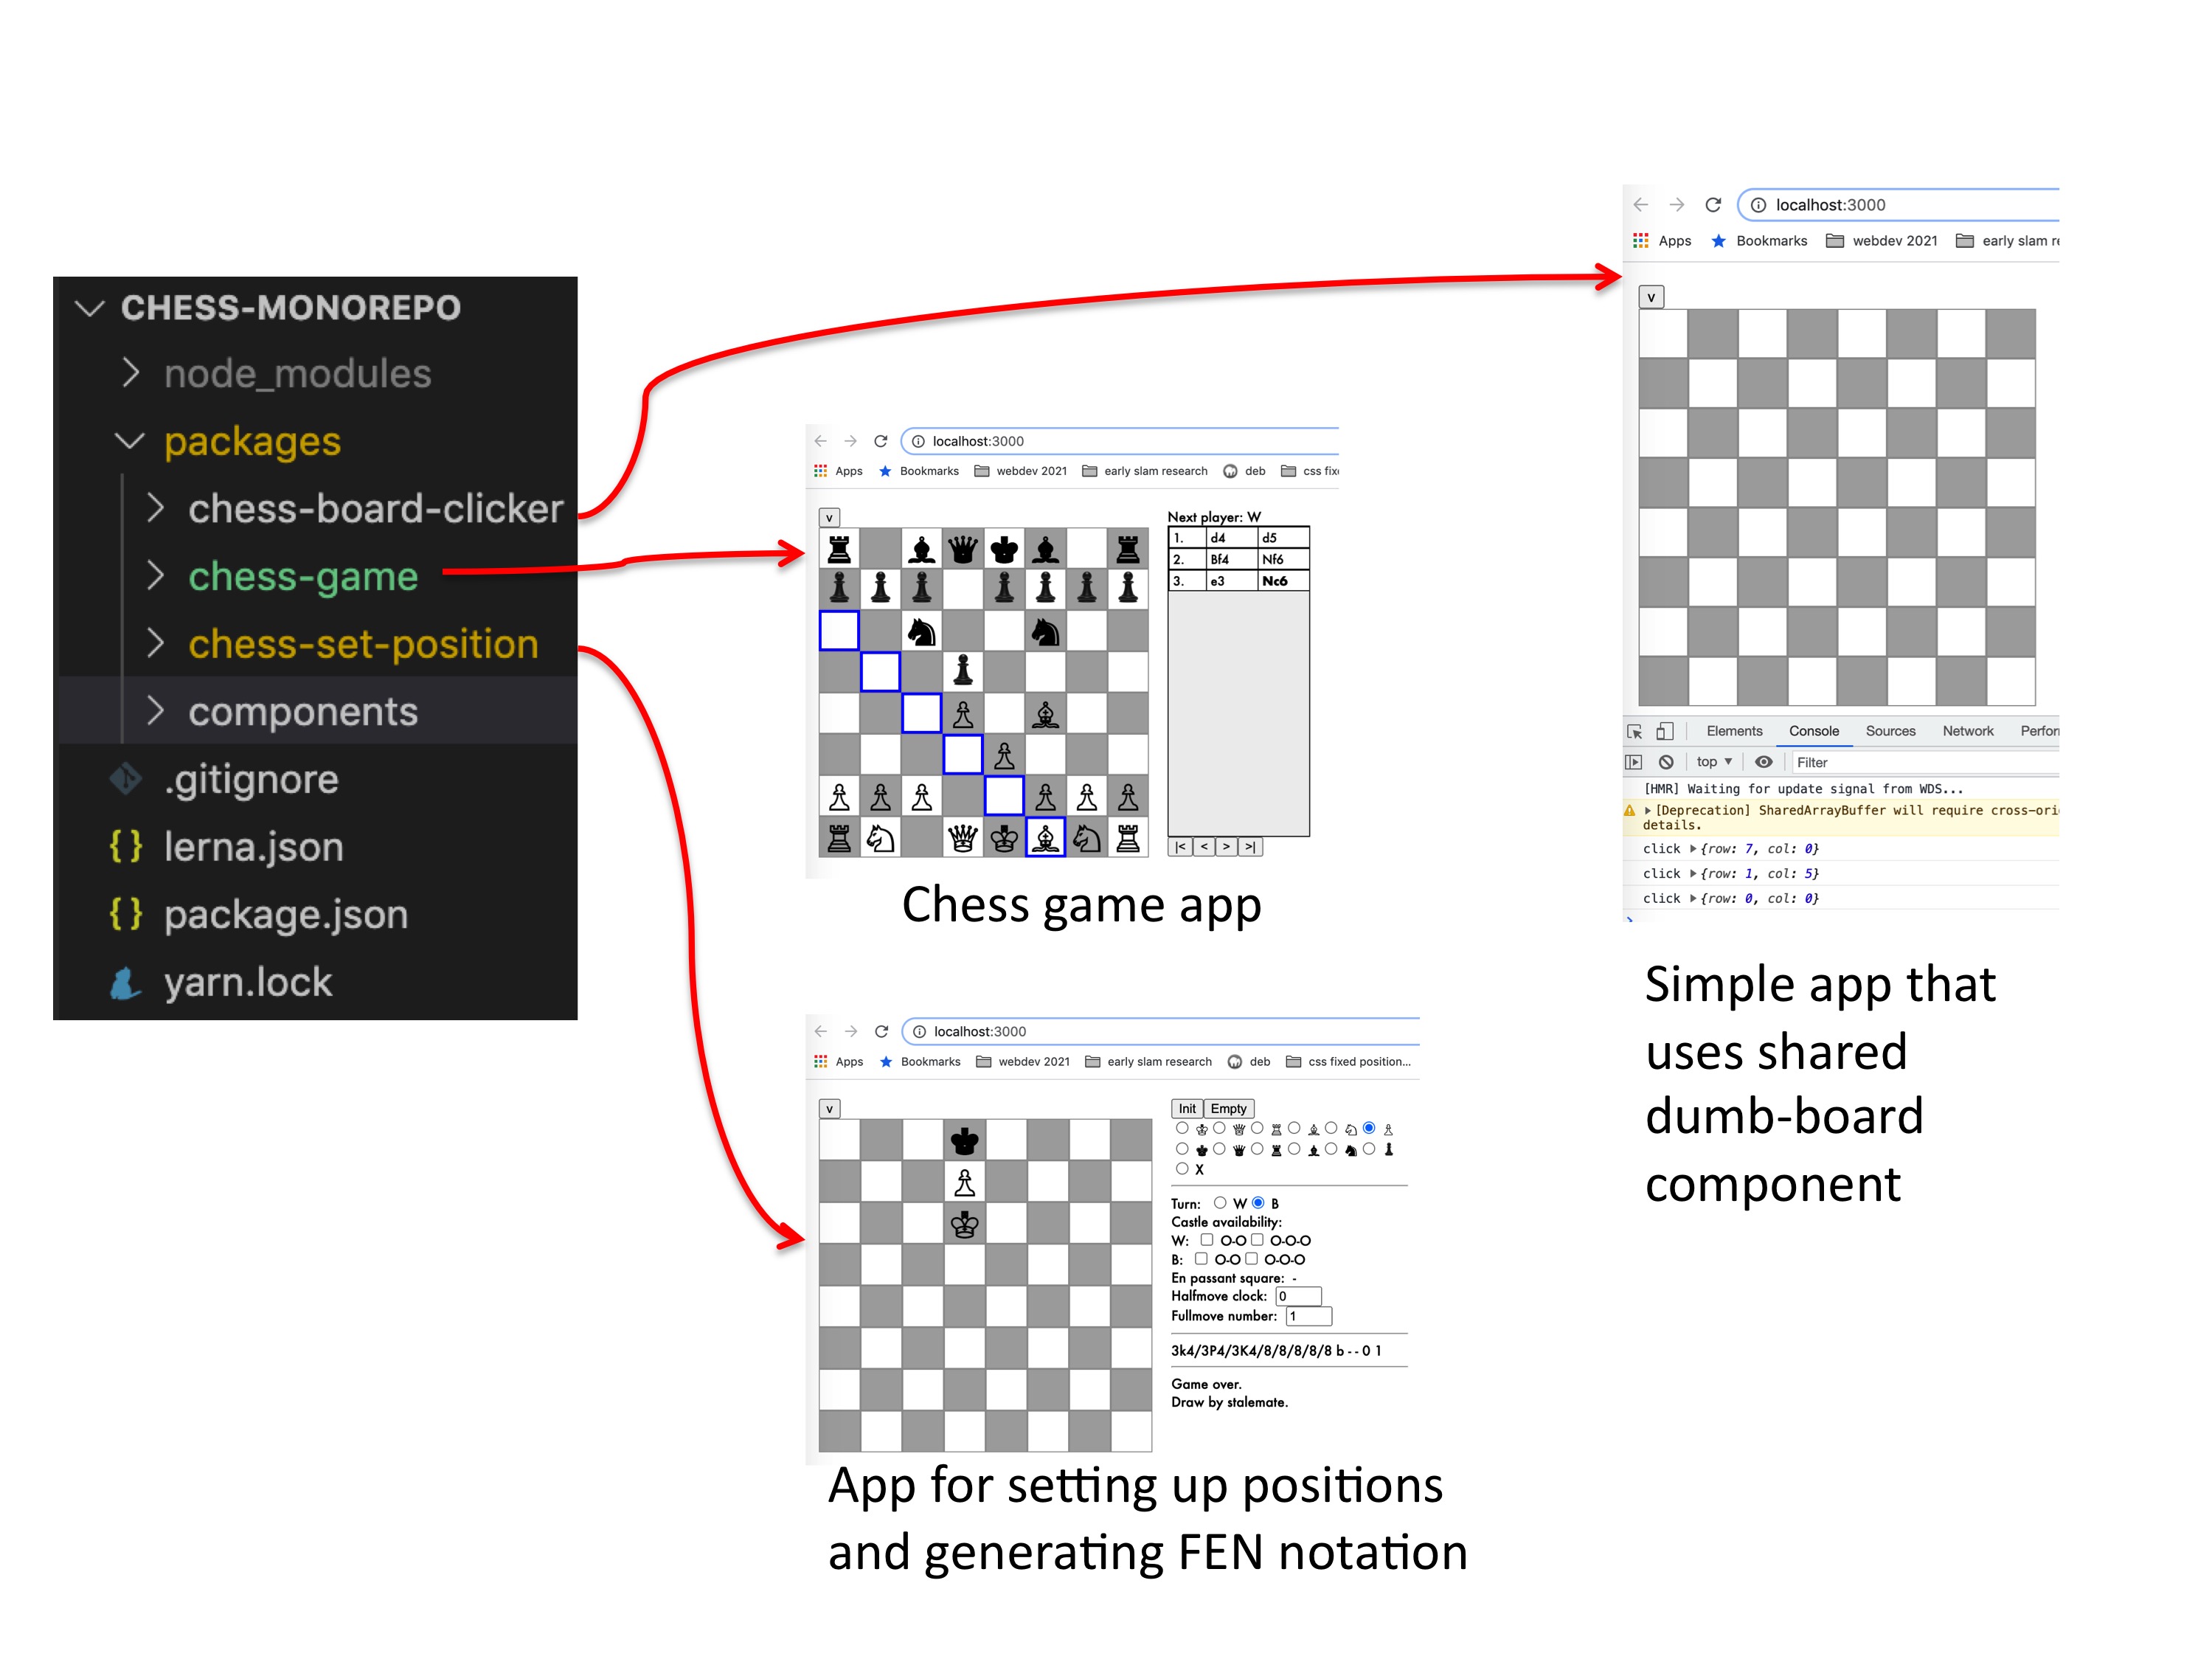 CHESS-MONOREPO
node_modules
packages
chess-board-clicker
chess-game
chess-set-position
components
.gitignore
{} lerna.json
{} package.json
yarn.lock
localhost:3000
Apps Bookmarks webdev 2021 early slam research deb css fix
v
Next player: W
1. d4 d5
2. Bf4 Nf6
3. e3 Nc6
|< < > >|
Chess game app
localhost:3000
Apps Bookmarks webdev 2021 early slam research deb css fixed position...
v
Init Empty
X
Turn: W B
Castle availability:
W: O-O O-O-O
B: O-O O-O-O
En passant square: -
Halfmove clock: 0
Fullmove number: 1
3k4/3P4/3K4/8/8/8/8/8 b - - 0 1
Game over.
Draw by stalemate.
App for setting up positions
and generating FEN notation
localhost:3000
Apps Bookmarks webdev 2021 early slam re
v
Elements Console Sources Network Perfor
top ▼ Filter
[HMR] Waiting for update signal from WDS...
[Deprecation] SharedArrayBuffer will require cross-ori
details.
click ▶{row: 7, col: 0}
click ▶{row: 1, col: 5}
click ▶{row: 0, col: 0}
Simple app that
uses shared
dumb-board
component